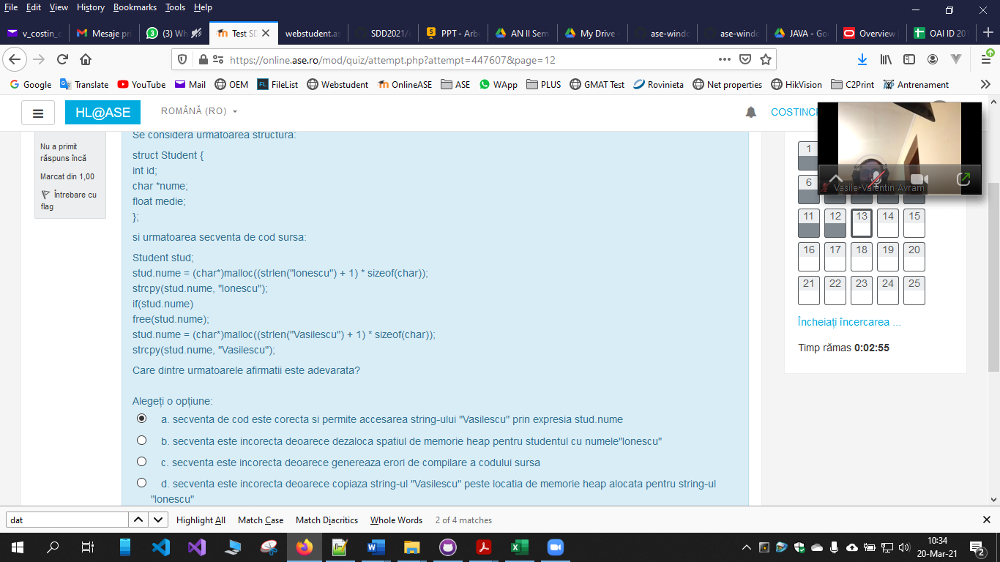 File Edit View History Bookmarks Tools Help
v_costin_c
Mesaje pri
(3) Wh
Test SD
webstudent.as
SDD2021/c
PPT - Arb
AN II Sem
My Drive -
ase-windo
ase-windo
JAVA - Go
Overview
OAI ID 201
https://online.ase.ro/mod/quiz/attempt.php?attempt=447607&page=12
Google Translate YouTube Mail OEM FileList Webstudent OnlineASE ASE WApp PLUS GMAT Test Rovinieta Net properties HikVision C2Print Antrenament
HL@ASE
ROMÂNĂ (RO)
Nu a primit
răspuns încă
Marcat din 1,00
Întrebare cu
flag
Se considera urmatoarea structura:
struct Student {
int id;
char *nume;
float medie;
};
si urmatoarea secventa de cod sursa:
Student stud;
stud.nume = (char*)malloc((strlen("Ionescu") + 1) * sizeof(char));
strcpy(stud.nume, "Ionescu");
if(stud.nume)
free(stud.nume);
stud.nume = (char*)malloc((strlen("Vasilescu") + 1) * sizeof(char));
strcpy(stud.nume, "Vasilescu");
Care dintre urmatoarele afirmatii este adevarata?
Alegeți o opțiune:
a. secventa de cod este corecta si permite accesarea string-ului "Vasilescu" prin expresia stud.nume
b. secventa este incorecta deoarece dezaloca spatiul de memorie heap pentru studentul cu numele"Ionescu"
c. secventa este incorecta deoarece genereaza erori de compilare a codului sursa
d. secventa este incorecta deoarece copiaza string-ul "Vasilescu" peste locatia de memorie heap alocata pentru string-ul
"Ionescu"
Vasile-Valentin Avram
1
6
11 12 13 14 15
16 17 18 19 20
21 22 23 24 25
Încheiați încercarea ...
Timp rămas 0:02:55
dat
Highlight All Match Case Match Diacritics Whole Words 2 of 4 matches
10:34
20-Mar-21
2